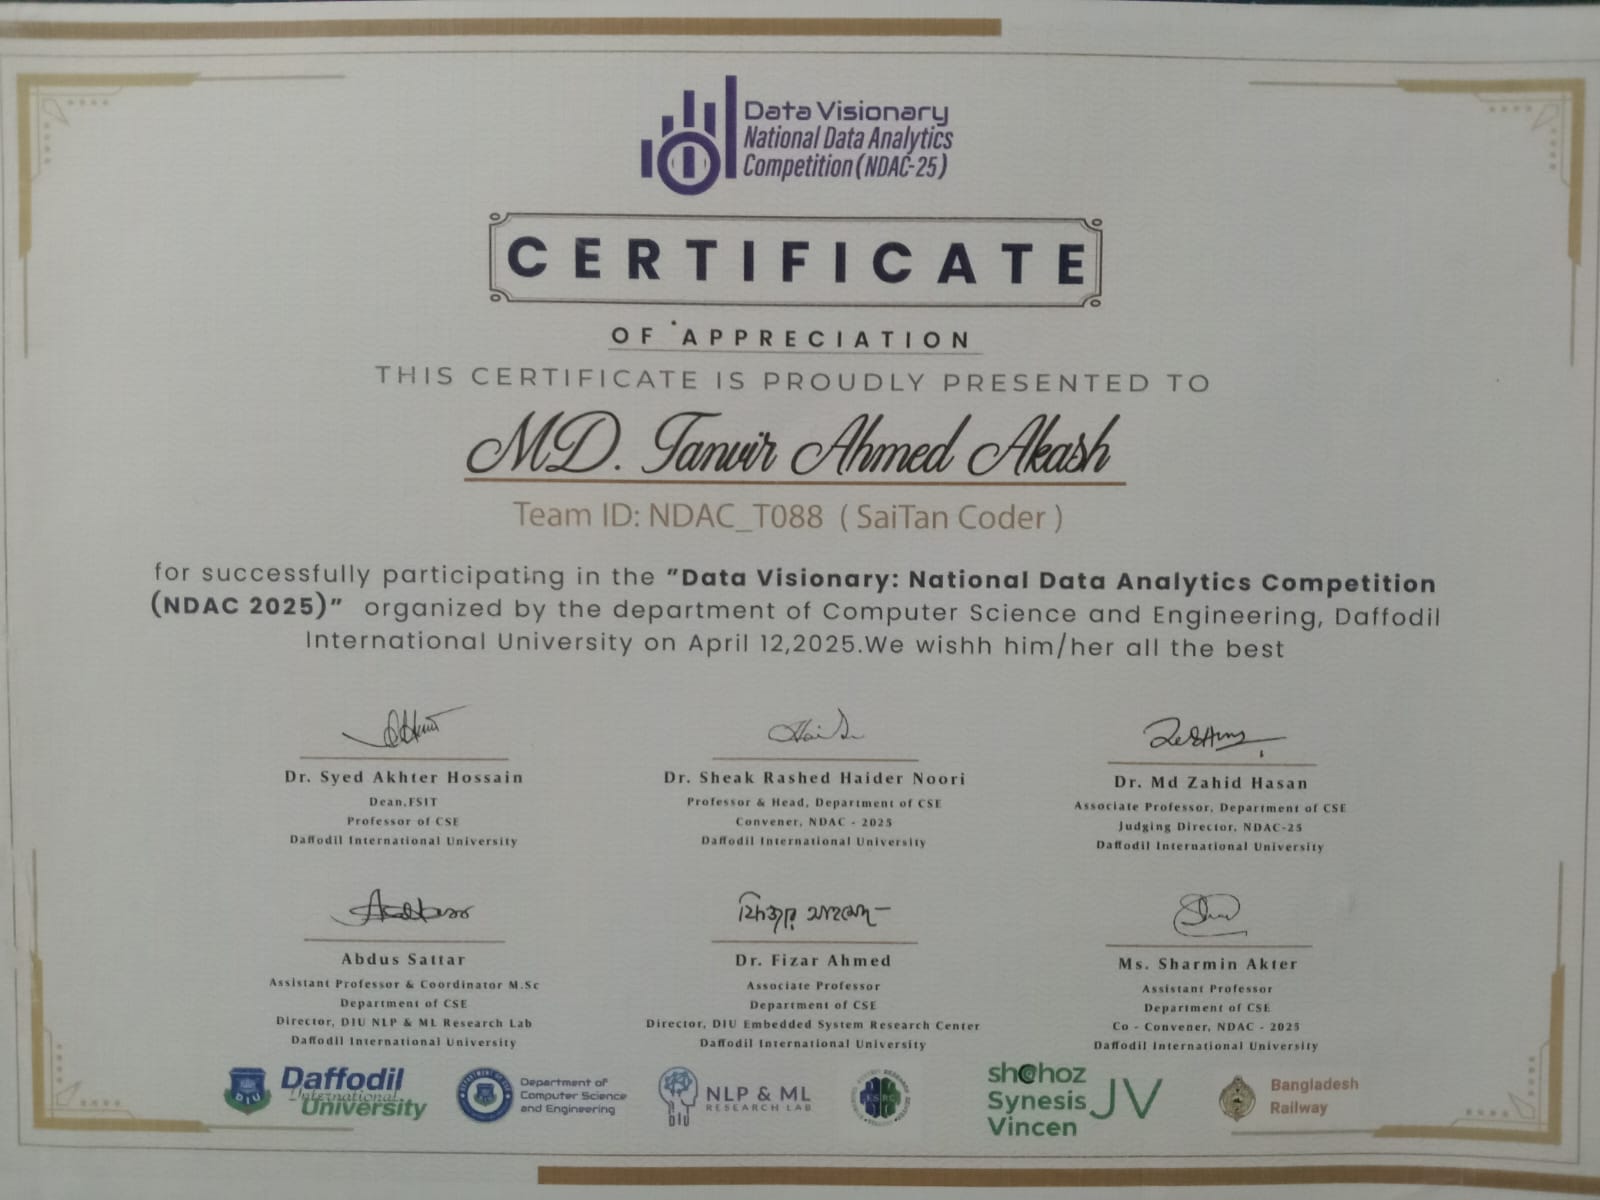 Data Visionary
National Data Analytics
Competition (NDAC-25)
CERTIFICATE
OF APPRECIATION
THIS CERTIFICATE IS PROUDLY PRESENTED TO
MD. Tanvir Ahmed Akash
Team ID: NDAC_T088 ( SaiTan Coder )
for successfully participating in the "Data Visionary: National Data Analytics Competition
(NDAC 2025)" organized by the department of Computer Science and Engineering, Daffodil
International University on April 12,2025.We wishh him/her all the best
Dr. Syed Akhter Hossain
Dean,FSIT
Professor of CSE
Daffodil International University
Dr. Sheak Rashed Haider Noori
Professor & Head, Department of CSE
Convener, NDAC - 2025
Daffodil International University
Dr. Md Zahid Hasan
Associate Professor, Department of CSE
Judging Director, NDAC-25
Daffodil International University
ফিজার আহমেদ
Abdus Sattar
Assistant Professor & Coordinator M.Sc
Department of CSE
Director, DIU NLP & ML Research Lab
Daffodil International University
Dr. Fizar Ahmed
Associate Professor
Department of CSE
Director, DIU Embedded System Research Center
Daffodil International University
Ms. Sharmin Akter
Assistant Professor
Department of CSE
Co - Convener, NDAC - 2025
Daffodil International University
DIU
Daffodil
International
University
Department of
Computer Science
and Engineering
DIU
NLP & ML
RESEARCH LAB
ESRC
shohoz
Synesis
Vincen
JV
Bangladesh
Railway